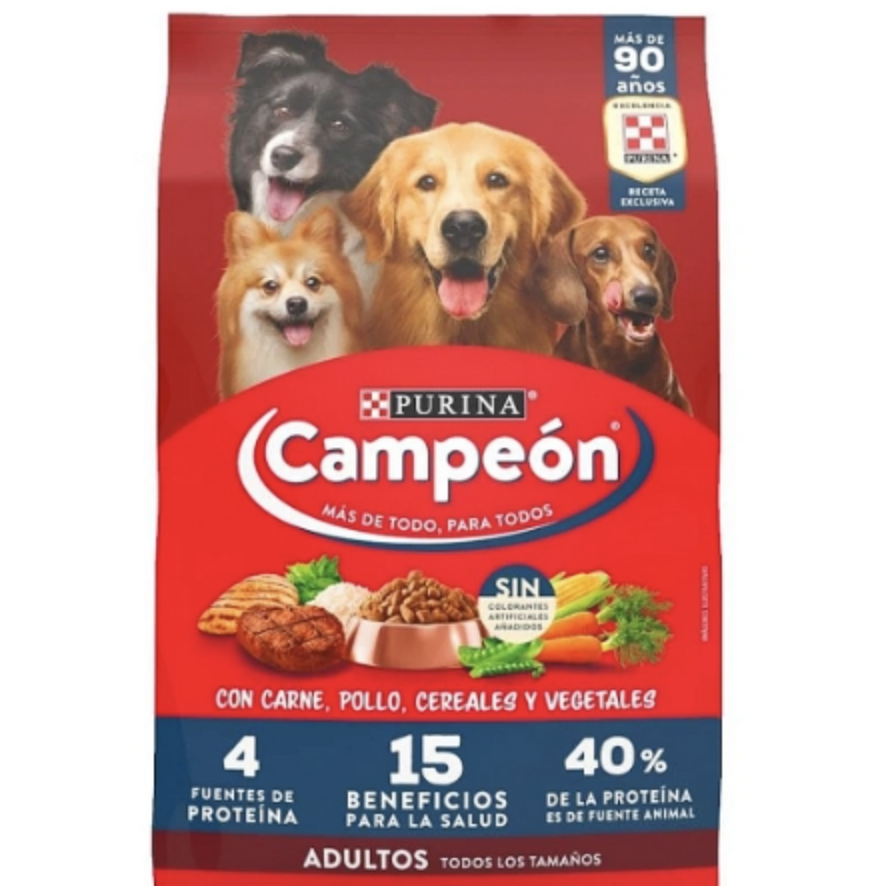 MÁS DE
90
años
EXCELENCIA
PURINA
RECETA
EXCLUSIVA
PURINA®
Campeón®
MÁS DE TODO, PARA TODOS
SIN
COLORANTES
ARTIFICIALES
AÑADIDOS
CON CARNE, POLLO, CEREALES Y VEGETALES
4
FUENTES DE
PROTEÍNA
15
BENEFICIOS
PARA LA SALUD
40%
DE LA PROTEÍNA
ES DE FUENTE ANIMAL
ADULTOS TODOS LOS TAMAÑOS